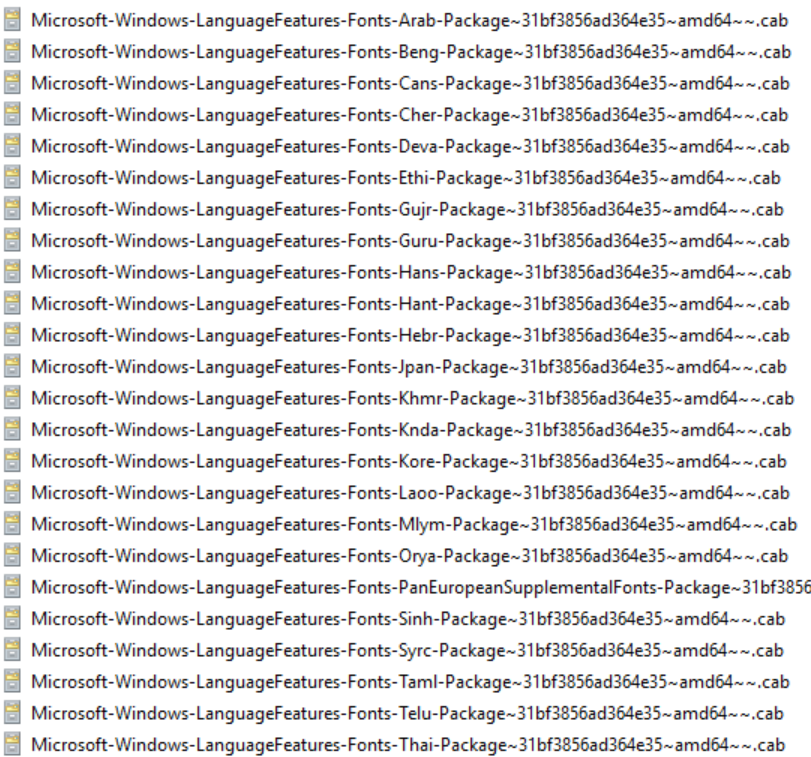 Microsoft-Windows-LanguageFeatures-Fonts-Arab-Package~31bf3856ad364e35~amd64~~.cab
Microsoft-Windows-LanguageFeatures-Fonts-Beng-Package~31bf3856ad364e35~amd64~~.cab
Microsoft-Windows-LanguageFeatures-Fonts-Cans-Package~31bf3856ad364e35~amd64~~.cab
Microsoft-Windows-LanguageFeatures-Fonts-Cher-Package~31bf3856ad364e35~amd64~~.cab
Microsoft-Windows-LanguageFeatures-Fonts-Deva-Package~31bf3856ad364e35~amd64~~.cab
Microsoft-Windows-LanguageFeatures-Fonts-Ethi-Package~31bf3856ad364e35~amd64~~.cab
Microsoft-Windows-LanguageFeatures-Fonts-Gujr-Package~31bf3856ad364e35~amd64~~.cab
Microsoft-Windows-LanguageFeatures-Fonts-Guru-Package~31bf3856ad364e35~amd64~~.cab
Microsoft-Windows-LanguageFeatures-Fonts-Hans-Package~31bf3856ad364e35~amd64~~.cab
Microsoft-Windows-LanguageFeatures-Fonts-Hant-Package~31bf3856ad364e35~amd64~~.cab
Microsoft-Windows-LanguageFeatures-Fonts-Hebr-Package~31bf3856ad364e35~amd64~~.cab
Microsoft-Windows-LanguageFeatures-Fonts-Jpan-Package~31bf3856ad364e35~amd64~~.cab
Microsoft-Windows-LanguageFeatures-Fonts-Khmr-Package~31bf3856ad364e35~amd64~~.cab
Microsoft-Windows-LanguageFeatures-Fonts-Knda-Package~31bf3856ad364e35~amd64~~.cab
Microsoft-Windows-LanguageFeatures-Fonts-Kore-Package~31bf3856ad364e35~amd64~~.cab
Microsoft-Windows-LanguageFeatures-Fonts-Laoo-Package~31bf3856ad364e35~amd64~~.cab
Microsoft-Windows-LanguageFeatures-Fonts-Mlym-Package~31bf3856ad364e35~amd64~~.cab
Microsoft-Windows-LanguageFeatures-Fonts-Orya-Package~31bf3856ad364e35~amd64~~.cab
Microsoft-Windows-LanguageFeatures-Fonts-PanEuropeanSupplementalFonts-Package~31bf3856
Microsoft-Windows-LanguageFeatures-Fonts-Sinh-Package~31bf3856ad364e35~amd64~~.cab
Microsoft-Windows-LanguageFeatures-Fonts-Syrc-Package~31bf3856ad364e35~amd64~~.cab
Microsoft-Windows-LanguageFeatures-Fonts-Taml-Package~31bf3856ad364e35~amd64~~.cab
Microsoft-Windows-LanguageFeatures-Fonts-Telu-Package~31bf3856ad364e35~amd64~~.cab
Microsoft-Windows-LanguageFeatures-Fonts-Thai-Package~31bf3856ad364e35~amd64~~.cab